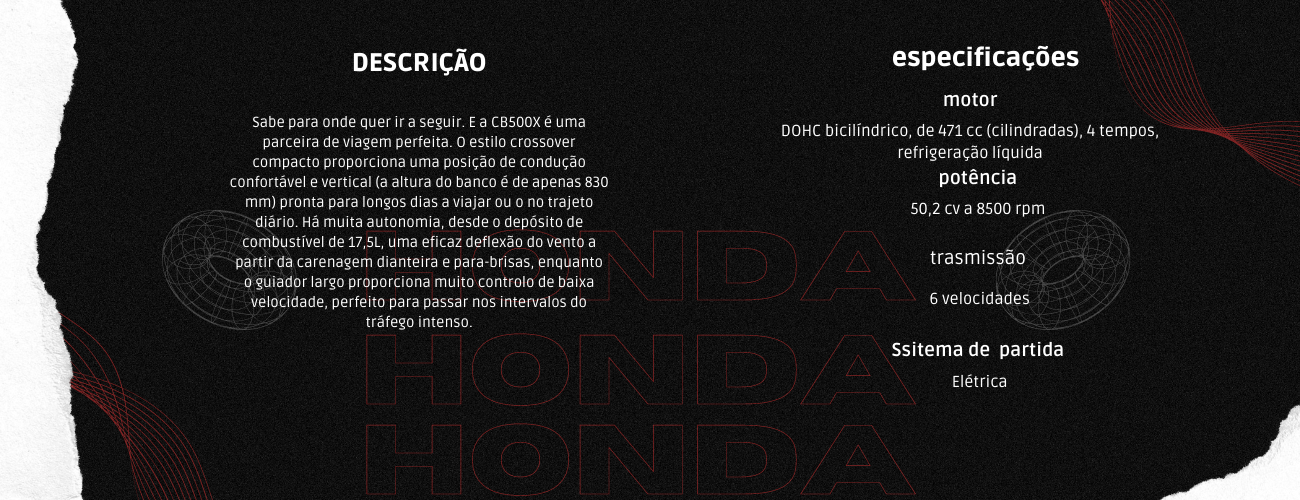 DESCRIÇÃO
Sabe para onde quer ir a seguir. E a CB500X é uma
parceira de viagem perfeita. O estilo crossover
compacto proporciona uma posição de condução
confortável e vertical (a altura do banco é de apenas 830
mm) pronta para longos dias a viajar ou o no trajeto
diário. Há muita autonomia, desde o depósito de
combustível de 17,5L, uma eficaz deflexão do vento a
partir da carenagem dianteira e para-brisas, enquanto
o guiador largo proporciona muito controlo de baixa
velocidade, perfeito para passar nos intervalos do
tráfego intenso.
especificações
motor
DOHC bicilíndrico, de 471 cc (cilindradas), 4 tempos,
refrigeração líquida
potência
50,2 cv a 8500 rpm
trasmissão
6 velocidades
Ssitema de partida
Elétrica
HONDA
HONDA
HONDA